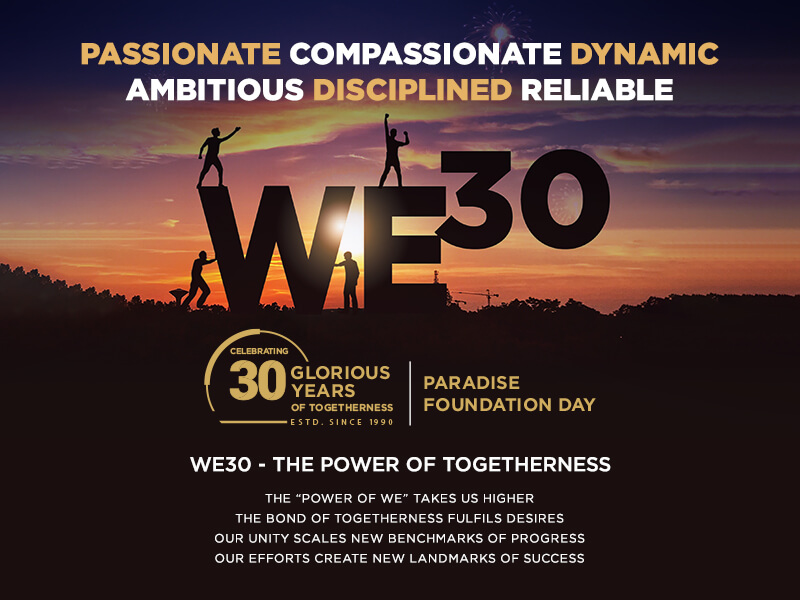 PASSIONATE COMPASSIONATE DYNAMIC
AMBITIOUS DISCIPLINED RELIABLE
WE30
CELEBRATING
30 GLORIOUS
YEARS
OF TOGETHERNESS
ESTD. SINCE 1990
PARADISE
FOUNDATION DAY
WE30 - THE POWER OF TOGETHERNESS
THE “POWER OF WE” TAKES US HIGHER
THE BOND OF TOGETHERNESS FULFILS DESIRES
OUR UNITY SCALES NEW BENCHMARKS OF PROGRESS
OUR EFFORTS CREATE NEW LANDMARKS OF SUCCESS